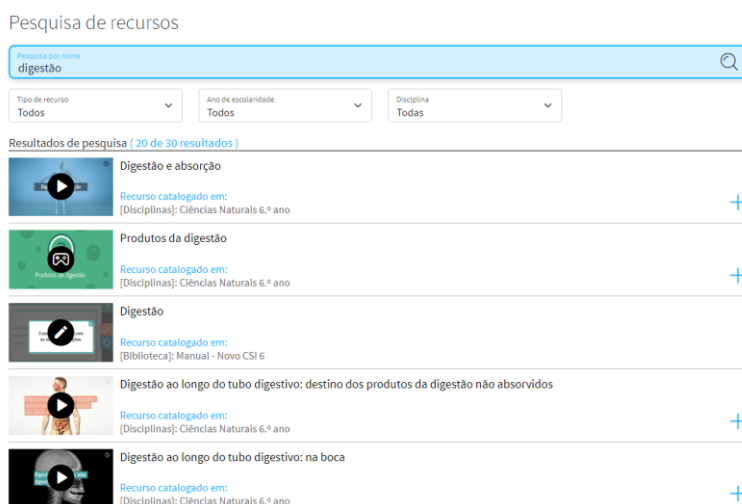 Pesquisa de recursos
Pesquisa por nome
digestão
Tipo de recurso
Todos
Ano de escolaridade
Todos
Disciplina
Todas
Resultados de pesquisa ( 20 de 30 resultados )
Digestão e absorção
Recurso catalogado em:
[Disciplinas]: Ciências Naturais 6.º ano
Produtos da digestão
Recurso catalogado em:
[Disciplinas]: Ciências Naturais 6.º ano
Produtos da digestão
Digestão
Recurso catalogado em:
[Biblioteca]: Manual - Novo CSI 6
Digestão ao longo do tubo digestivo: destino dos produtos da digestão não absorvidos
Recurso catalogado em:
[Disciplinas]: Ciências Naturais 6.º ano
Digestão ao longo do tubo digestivo: na boca
Recurso catalogado em:
[Disciplinas]: Ciências Naturais 6.º ano